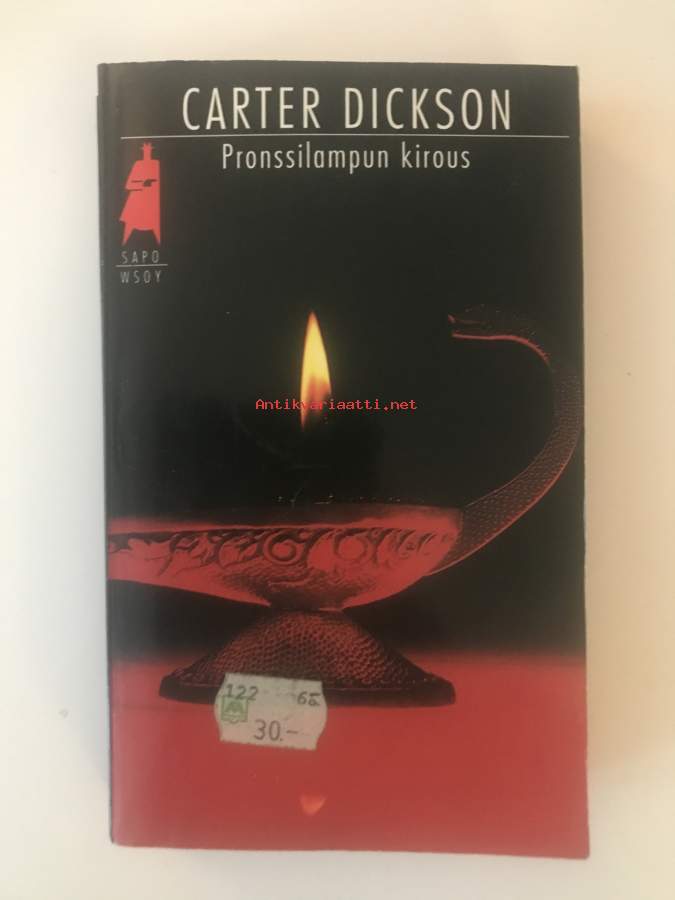 CARTER DICKSON
Pronssilampun kirous
SAPO
WSOY
Antikvariaatti.net
122
30.-